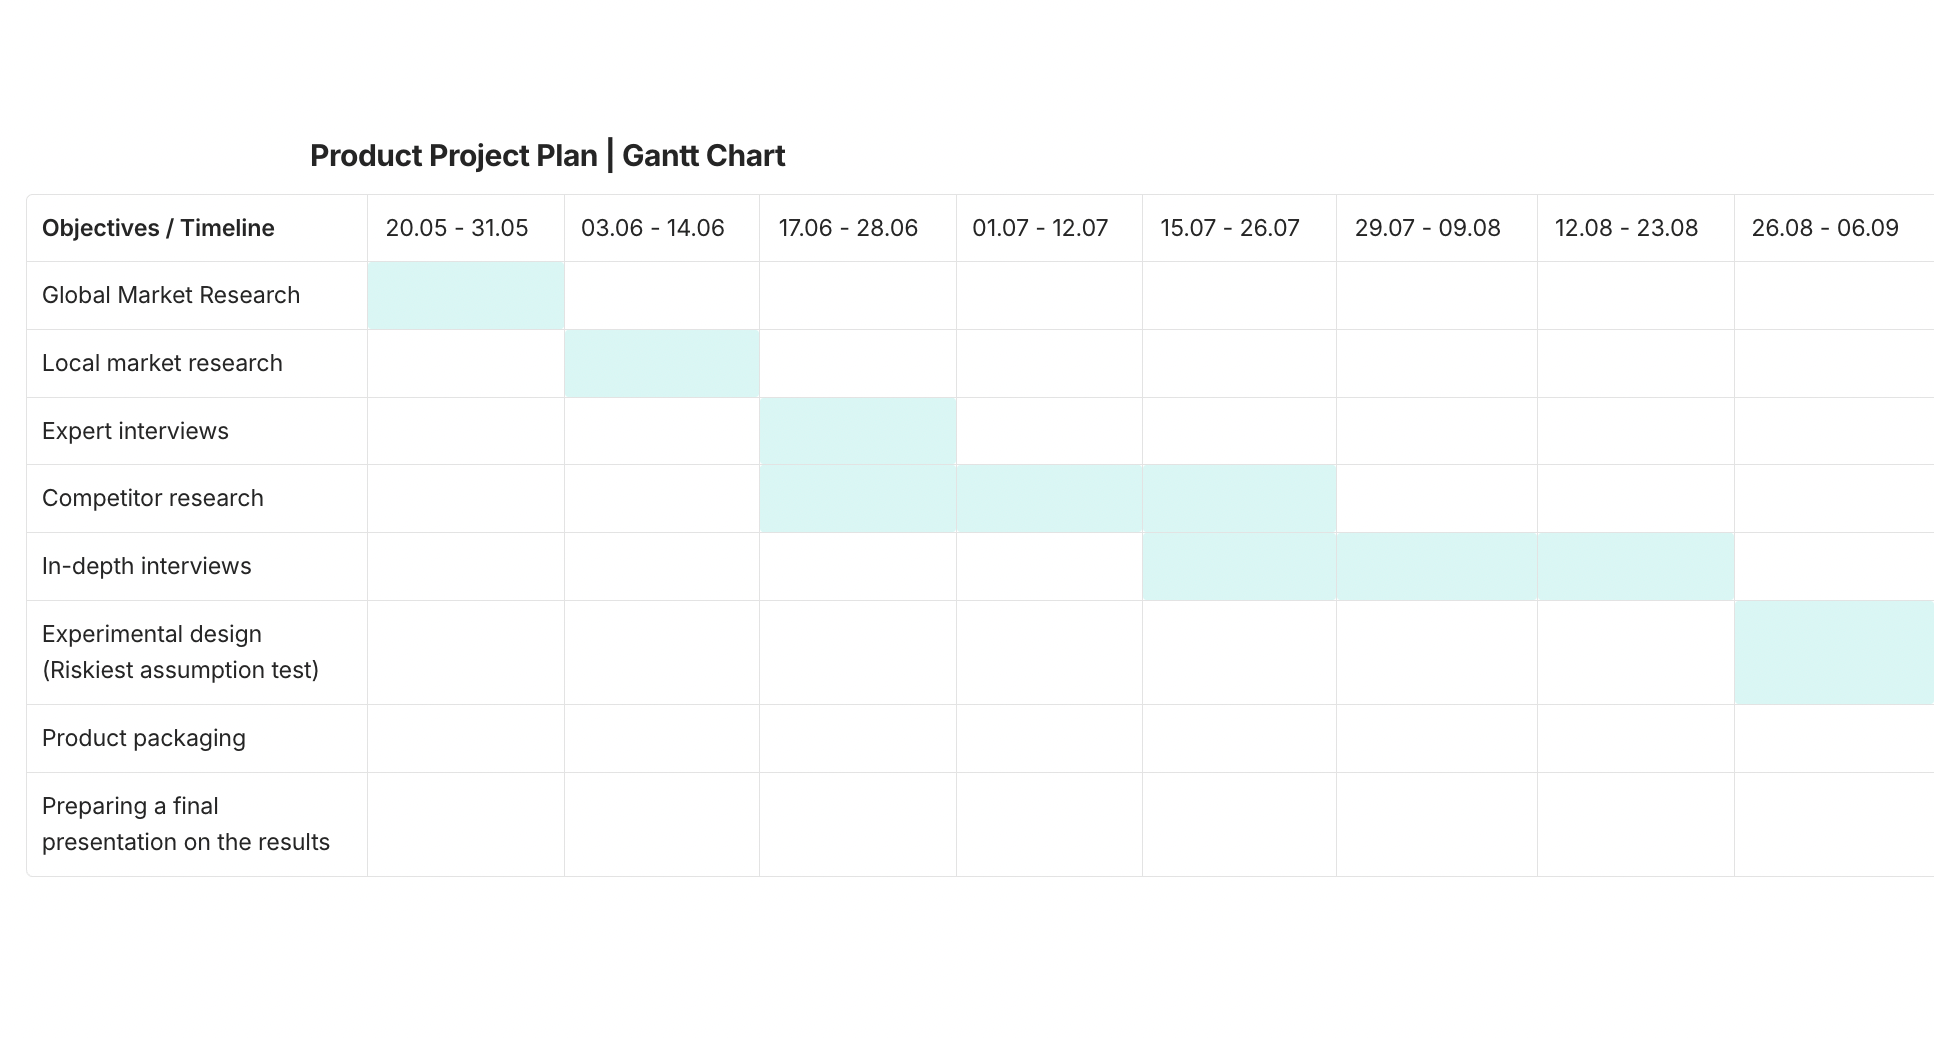 Product Project Plan | Gantt Chart
Objectives / Timeline 20.05 - 31.05 03.06 - 14.06 17.06 - 28.06 01.07 - 12.07 15.07 - 26.07 29.07 - 09.08 12.08 - 23.08 26.08 - 06.09
Global Market Research
Local market research
Expert interviews
Competitor research
In-depth interviews
Experimental design
(Riskiest assumption test)
Product packaging
Preparing a final
presentation on the results